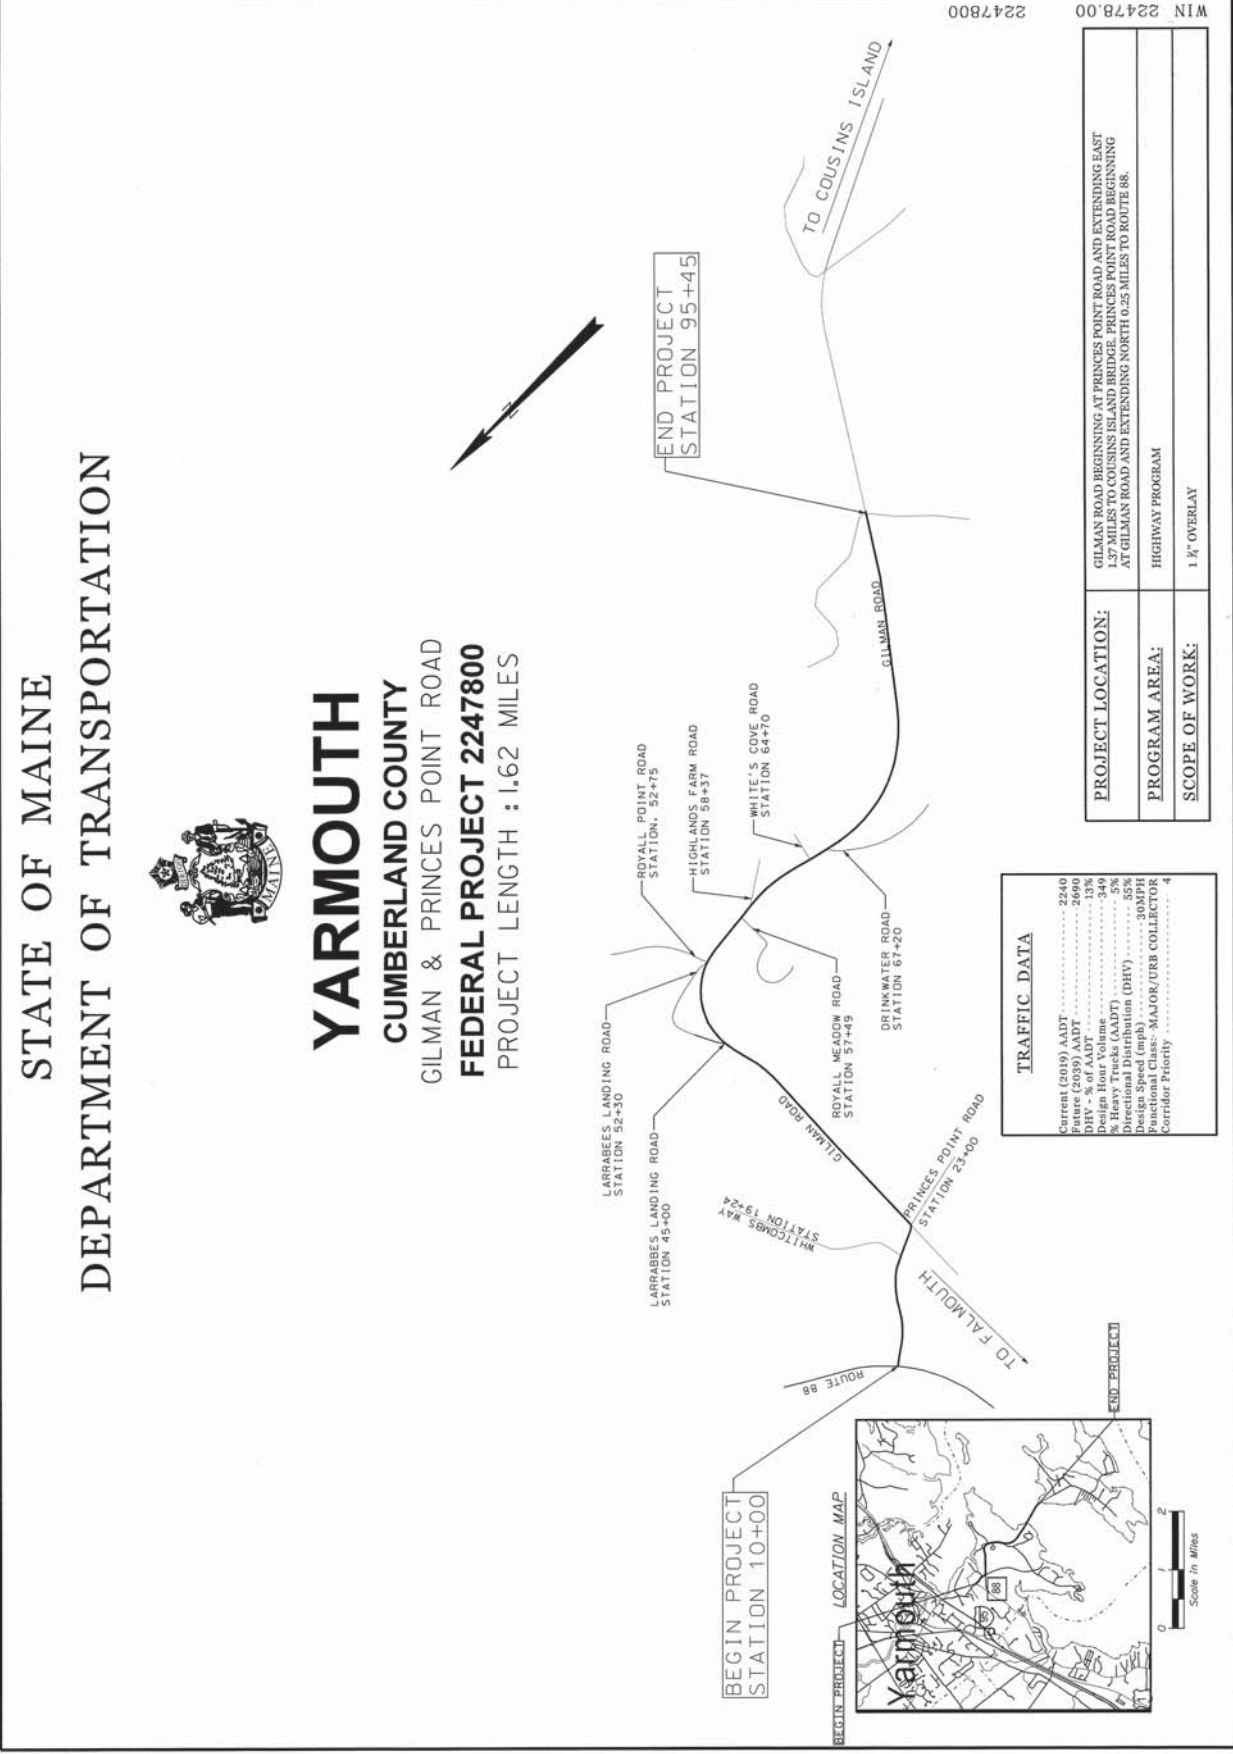 STATE OF MAINE
DEPARTMENT OF TRANSPORTATION
MAINE
YARMOUTH
CUMBERLAND COUNTY
GILMAN & PRINCES POINT ROAD
FEDERAL PROJECT 2247800
PROJECT LENGTH : 1.62 MILES
LARRABEES LANDING ROAD
STATION 52+30
LARRABBES LANDING ROAD
STATION 45+00
ROYALL POINT ROAD
STATION. 52+75
HIGHLANDS FARM ROAD
STATION 58+37
WHITE'S COVE ROAD
STATION 64+70
END PROJECT
STATION 95+45
TO COUSINS ISLAND
BEGIN PROJECT
STATION 10+00
ROUTE 88
WHITCOMBS WAY
STATION 19+24
GILMAN ROAD
ROYALL MEADOW ROAD
STATION 57+49
DRINKWATER ROAD
STATION 67+20
GILMAN ROAD
PRINCES POINT ROAD
STATION 23+00
TO FALMOUTH
BEGIN PROJECT
LOCATION MAP
END PROJECT
Yarmouth
95
88
1
0 1 2
Scale in Miles
TRAFFIC DATA
Current (2019) AADT 2240
Future (2039) AADT 2690
DHV - % of AADT 13%
Design Hour Volume 349
% Heavy Trucks (AADT) 5%
Directional Distribution (DHV) 55%
Design Speed (mph) 30MPH
Functional Class: MAJOR/URB COLLECTOR
Corridor Priority 4
PROJECT LOCATION:
GILMAN ROAD BEGINNING AT PRINCES POINT ROAD AND EXTENDING EAST
1.37 MILES TO COUSINS ISLAND BRIDGE. PRINCES POINT ROAD BEGINNING
AT GILMAN ROAD AND EXTENDING NORTH 0.25 MILES TO ROUTE 88.
PROGRAM AREA:
HIGHWAY PROGRAM
SCOPE OF WORK:
1 ¼" OVERLAY
2247800
WIN 22478.00